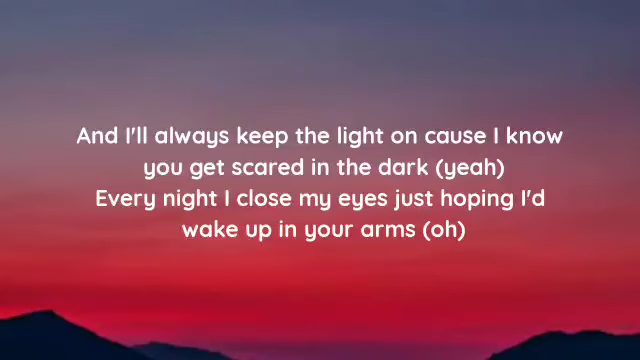 And I'll always keep the light on cause I know
you get scared in the dark (yeah)
Every night I close my eyes just hoping I'd
wake up in your arms (oh)